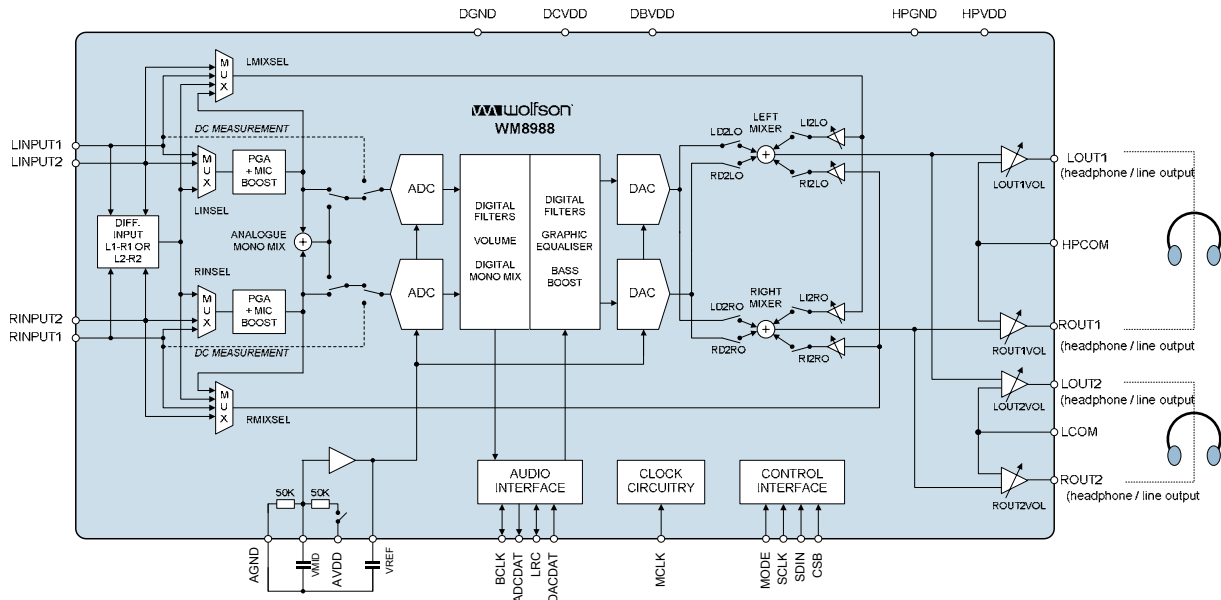 DGND
DCVDD
DBVDD
HPGND
HPVDD
MUX
LMIXSEL
wolfson
WM8988
DC MEASUREMENT
LINPUT1
LINPUT2
MUX
PGA
+ MIC
BOOST
LINSEL
ADC
DIGITAL
FILTERS
VOLUME
DIGITAL
MONO MIX
DIGITAL
FILTERS
GRAPHIC
EQUALISER
BASS
BOOST
DAC
LD2LO
RD2LO
LEFT
MIXER
LI2LO
RI2LO
LOUT1VOL
LOUT1
(headphone / line output
DIFF.
INPUT
L1-R1 OR
L2-R2
ANALOGUE
MONO MIX
HPCOM
RINSEL
MUX
PGA
+ MIC
BOOST
ADC
DAC
LD2RO
RD2RO
RIGHT
MIXER
LI2RO
RI2RO
RINPUT2
RINPUT1
DC MEASUREMENT
ROUT1VOL
ROUT1
(headphone / line output
MUX
RMIXSEL
LOUT2VOL
LOUT2
(headphone / line output
LCOM
ROUT2VOL
ROUT2
(headphone / line output
50K
50K
AUDIO
INTERFACE
CLOCK
CIRCUITRY
CONTROL
INTERFACE
AGND
VMID
AVDD
VREF
BCLK
ADCDAT
LRC
DACDAT
MCLK
MODE
SCLK
SDIN
CSB